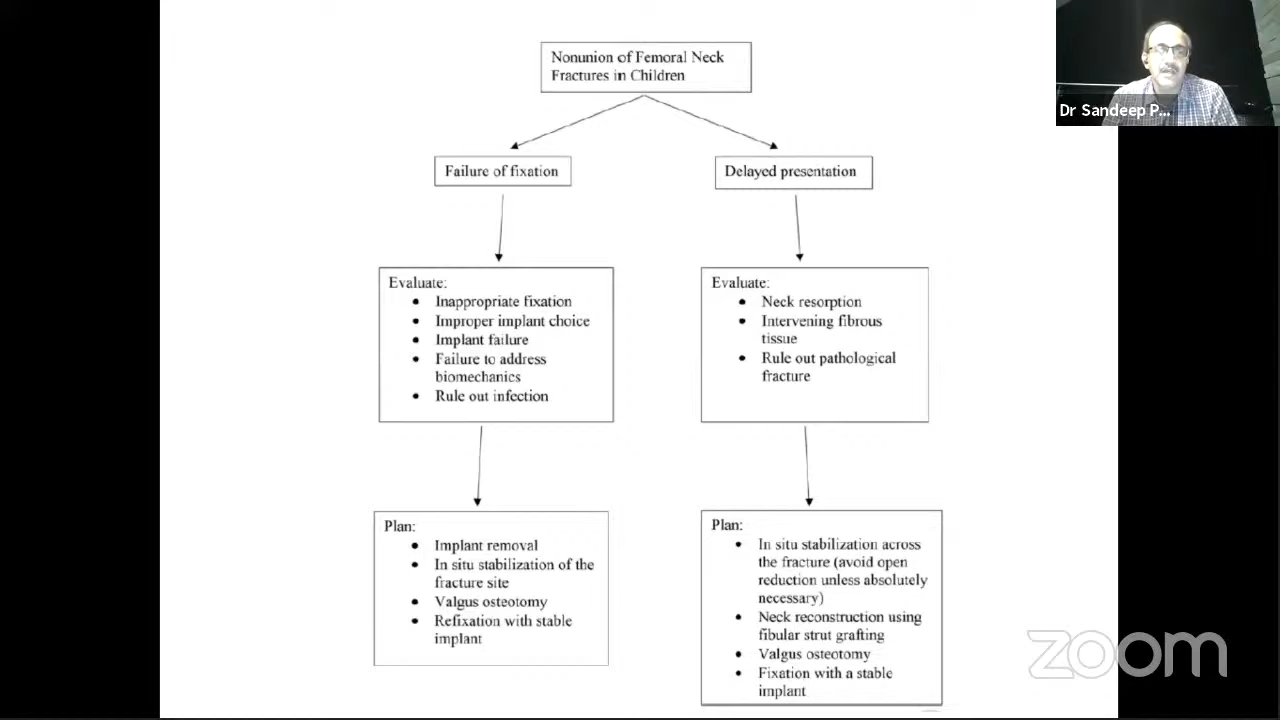 Nonunion of Femoral Neck
Fractures in Children
Failure of fixation
Delayed presentation
Evaluate:
• Inappropriate fixation
• Improper implant choice
• Implant failure
• Failure to address
biomechanics
• Rule out infection
Evaluate:
• Neck resorption
• Intervening fibrous
tissue
• Rule out pathological
fracture
Plan:
• Implant removal
• In situ stabilization of the
fracture site
• Valgus osteotomy
• Refixation with stable
implant
Plan:
• In situ stabilization across
the fracture (avoid open
reduction unless absolutely
necessary)
• Neck reconstruction using
fibular strut grafting
• Valgus osteotomy
• Fixation with a stable
implant
Dr Sandeep P...
zoom